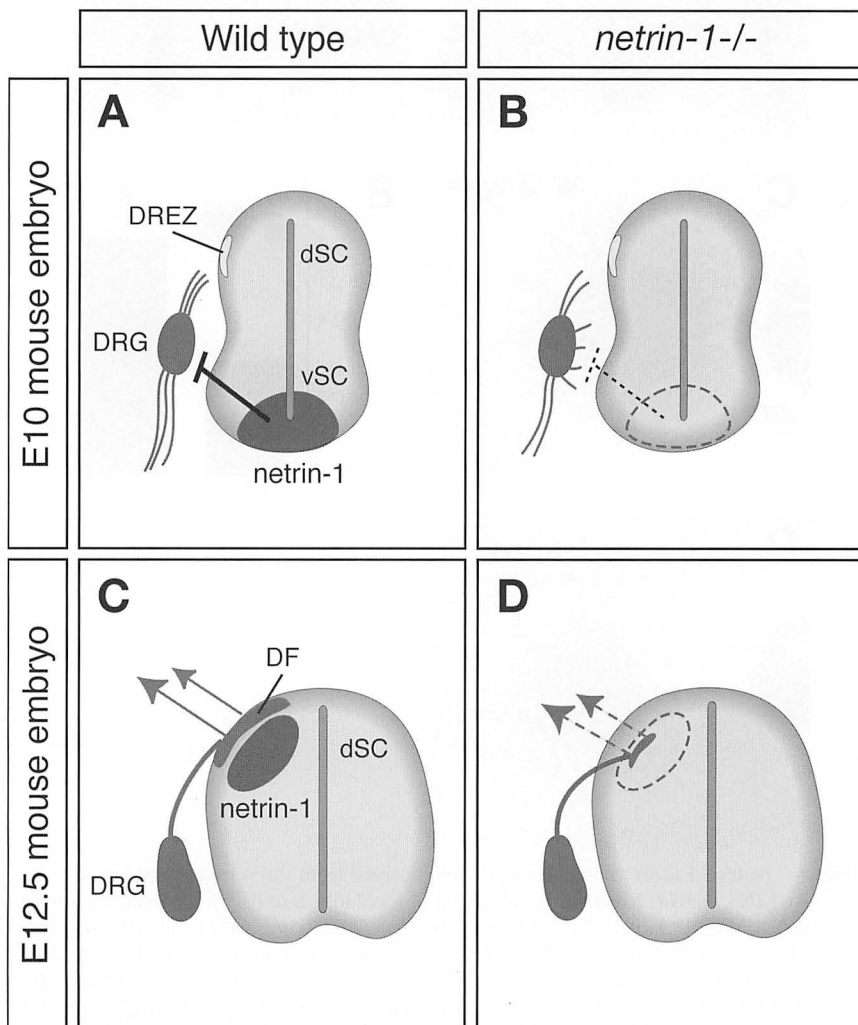 Wild type
netrin-1-/-
E10 mouse embryo
A
DREZ
dSC
DRG
vSC
netrin-1
B
E12.5 mouse embryo
C
DF
dSC
netrin-1
DRG
D